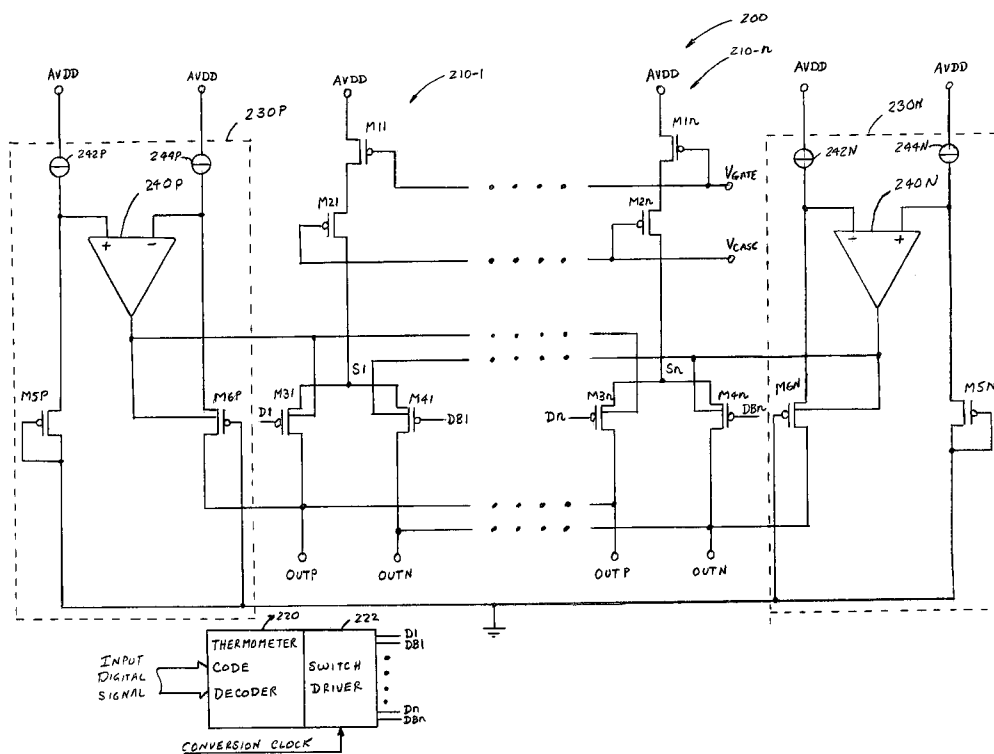 200
210-n
210-1
AVDD
AVDD
AVDD
AVDD
AVDD
AVDD
230P
230N
M11
M1n
242P
244P
242N
244N
240P
240N
VGATE
M21
M2n
VCASC
+
-
-
+
S1
Sn
M5P
M6P
M31
M41
M3n
M4n
M6N
M5N
D1
DB1
Dn
DBn
OUTP
OUTN
OUTP
OUTN
220
222
THERMOMETER
CODE
DECODER
SWITCH
DRIVER
INPUT
DIGITAL
SIGNAL
D1
DB1
Dn
DBn
CONVERSION CLOCK